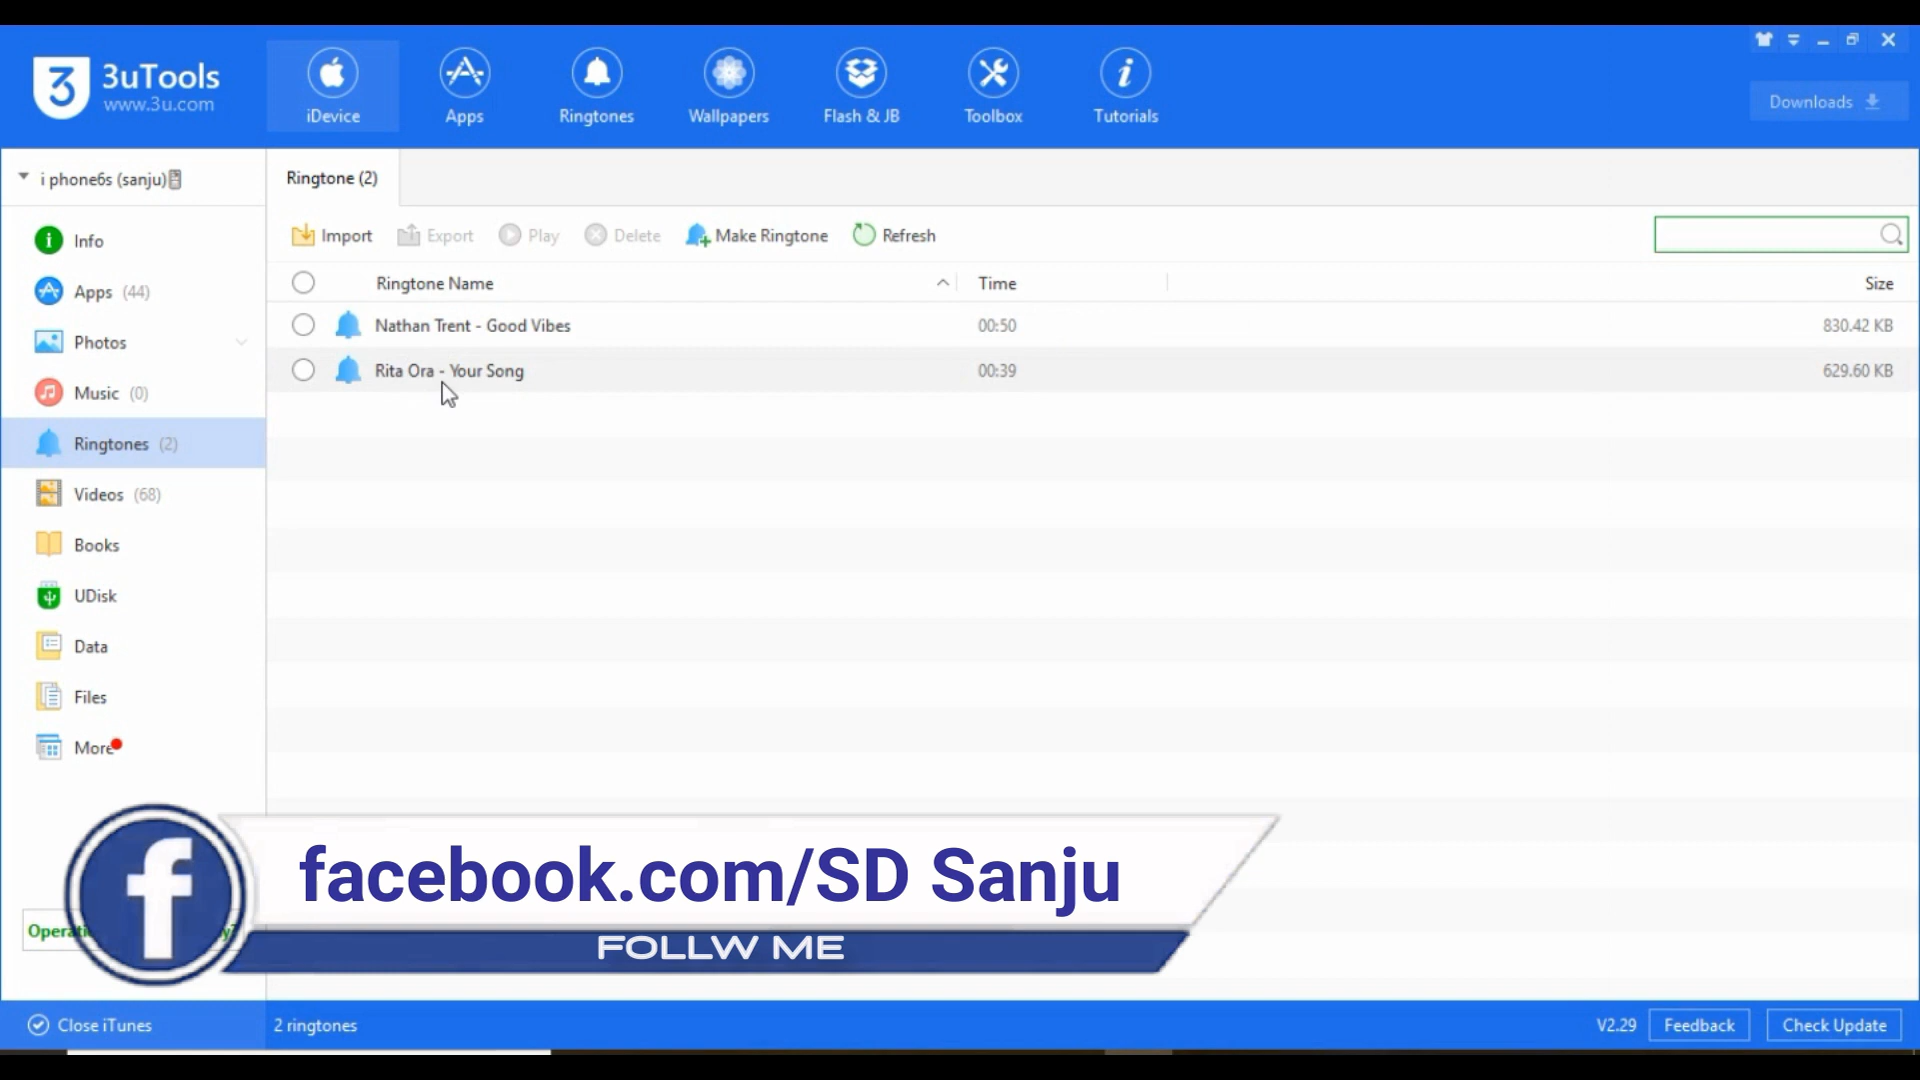 3 3uTools
www.3u.com
iDevice
Apps
Ringtones
Wallpapers
Flash & JB
Toolbox
Tutorials
Downloads
i phone6s (sanju)
Ringtone (2)
Import Export Play Delete Make Ringtone Refresh
Info
Apps (44)
Photos
Music (0)
Ringtones (2)
Videos (68)
Books
UDisk
Data
Files
More
Ringtone Name Time Size
Nathan Trent - Good Vibes 00:50 830.42 KB
Rita Ora - Your Song 00:39 629.60 KB
facebook.com/SD Sanju
FOLLW ME
Close iTunes
2 ringtones
V2.29 Feedback Check Update